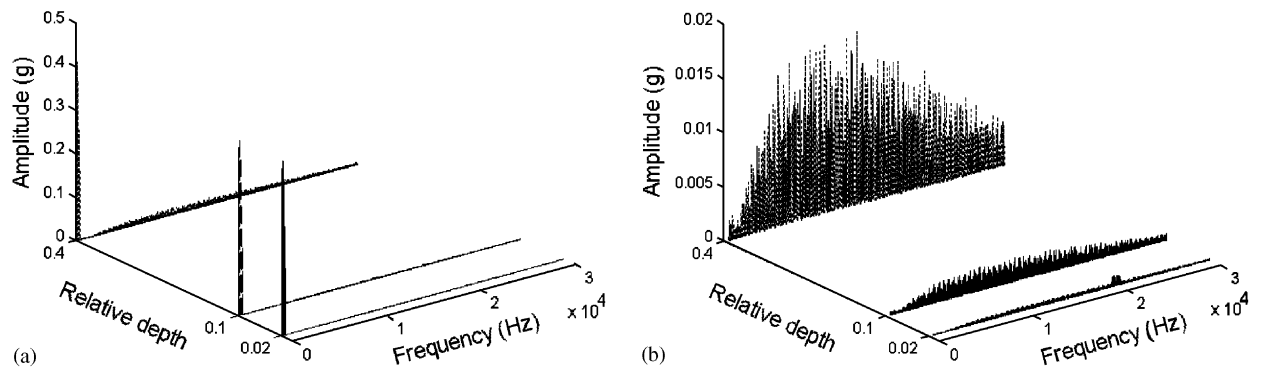 0.5
0.4
0.3
0.2
0.1
0
Amplitude (g)
0.4
0.1
0.02
Relative depth
0
1
2
3
x 10^4
Frequency (Hz)
(a)
0.02
0.015
0.01
0.005
0
Amplitude (g)
0.4
0.1
0.02
Relative depth
0
1
2
3
x 10^4
Frequency (Hz)
(b)